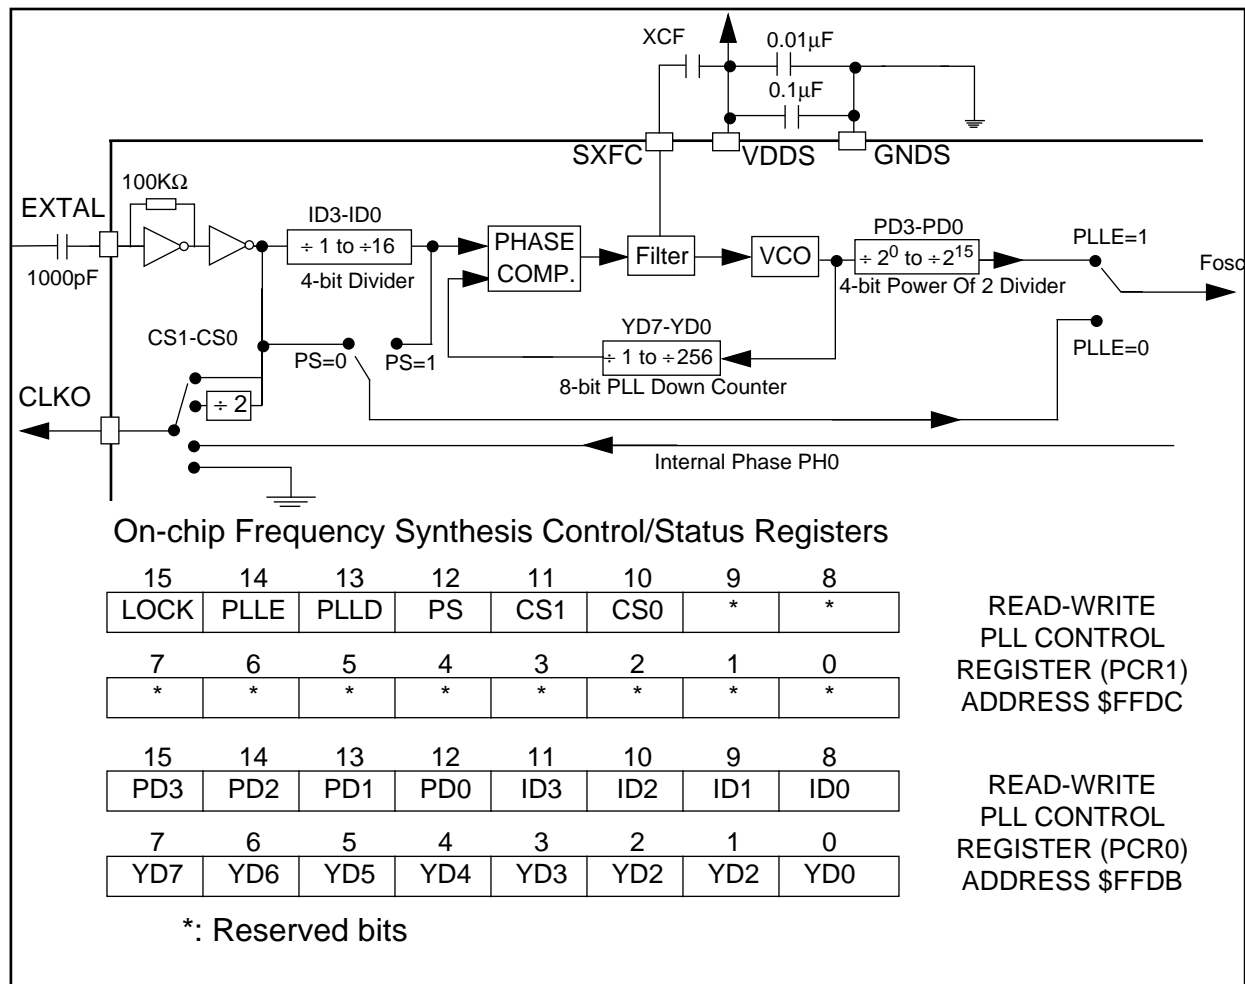 XCF
0.01µF
0.1µF
SXFC
VDDS
GNDS
100KΩ
EXTAL
1000pF
ID3-ID0
÷ 1 to ÷16
4-bit Divider
PHASE
COMP.
Filter
VCO
PD3-PD0
÷ 2^0 to ÷2^15
4-bit Power Of 2 Divider
PLLE=1
Fosc
PLLE=0
CS1-CS0
PS=0
PS=1
YD7-YD0
÷ 1 to ÷256
8-bit PLL Down Counter
CLKO
÷ 2
Internal Phase PH0
On-chip Frequency Synthesis Control/Status Registers
15 14 13 12 11 10 9 8
LOCK PLLE PLLD PS CS1 CS0 * *
7 6 5 4 3 2 1 0
* * * * * * * *
READ-WRITE
PLL CONTROL
REGISTER (PCR1)
ADDRESS $FFDC
15 14 13 12 11 10 9 8
PD3 PD2 PD1 PD0 ID3 ID2 ID1 ID0
7 6 5 4 3 2 1 0
YD7 YD6 YD5 YD4 YD3 YD2 YD2 YD0
READ-WRITE
PLL CONTROL
REGISTER (PCR0)
ADDRESS $FFDB
*: Reserved bits